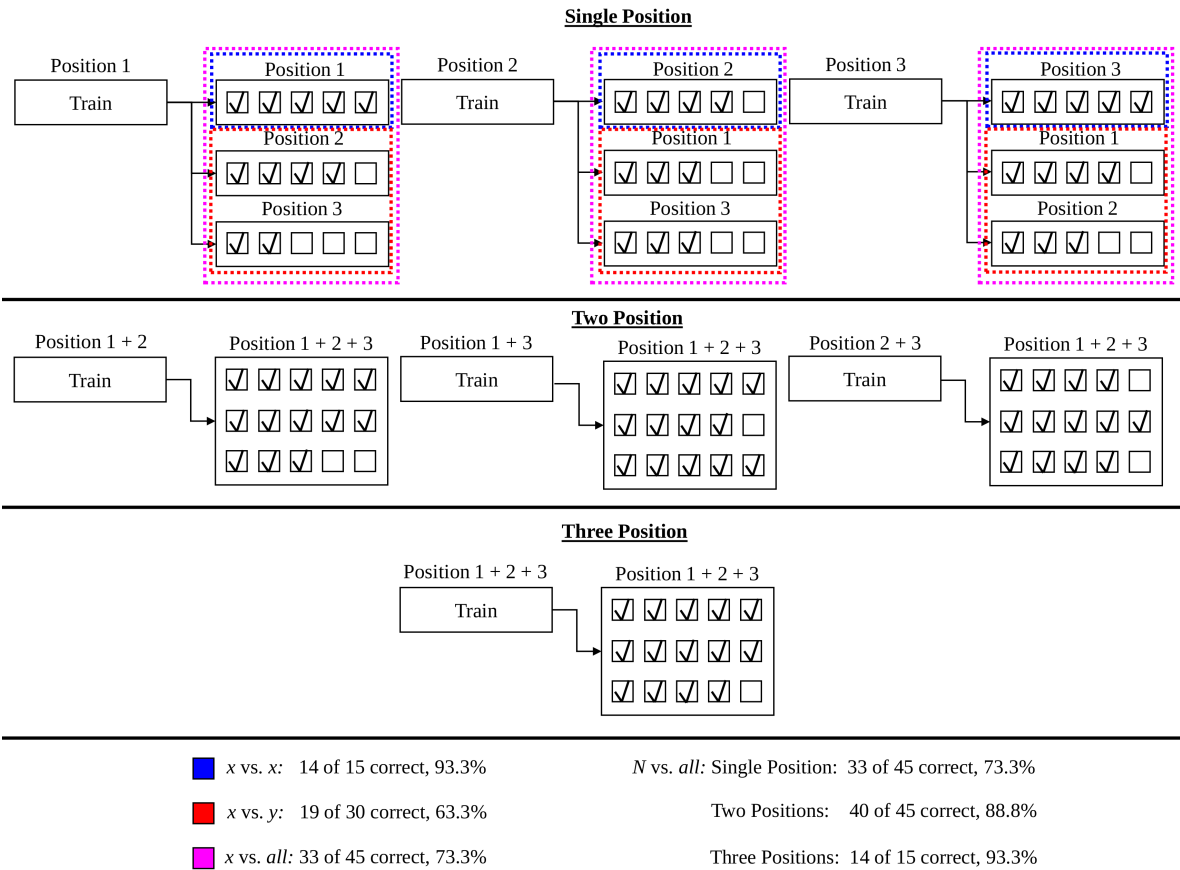 Single Position
Position 1
Train
Position 1
Position 2
Position 3
Position 2
Train
Position 2
Position 1
Position 3
Position 3
Train
Position 3
Position 1
Position 2
Two Position
Position 1 + 2
Train
Position 1 + 2 + 3
Position 1 + 3
Train
Position 1 + 2 + 3
Position 2 + 3
Train
Position 1 + 2 + 3
Three Position
Position 1 + 2 + 3
Train
Position 1 + 2 + 3
x vs. x: 14 of 15 correct, 93.3%
x vs. y: 19 of 30 correct, 63.3%
x vs. all: 33 of 45 correct, 73.3%
N vs. all: Single Position: 33 of 45 correct, 73.3%
Two Positions: 40 of 45 correct, 88.8%
Three Positions: 14 of 15 correct, 93.3%